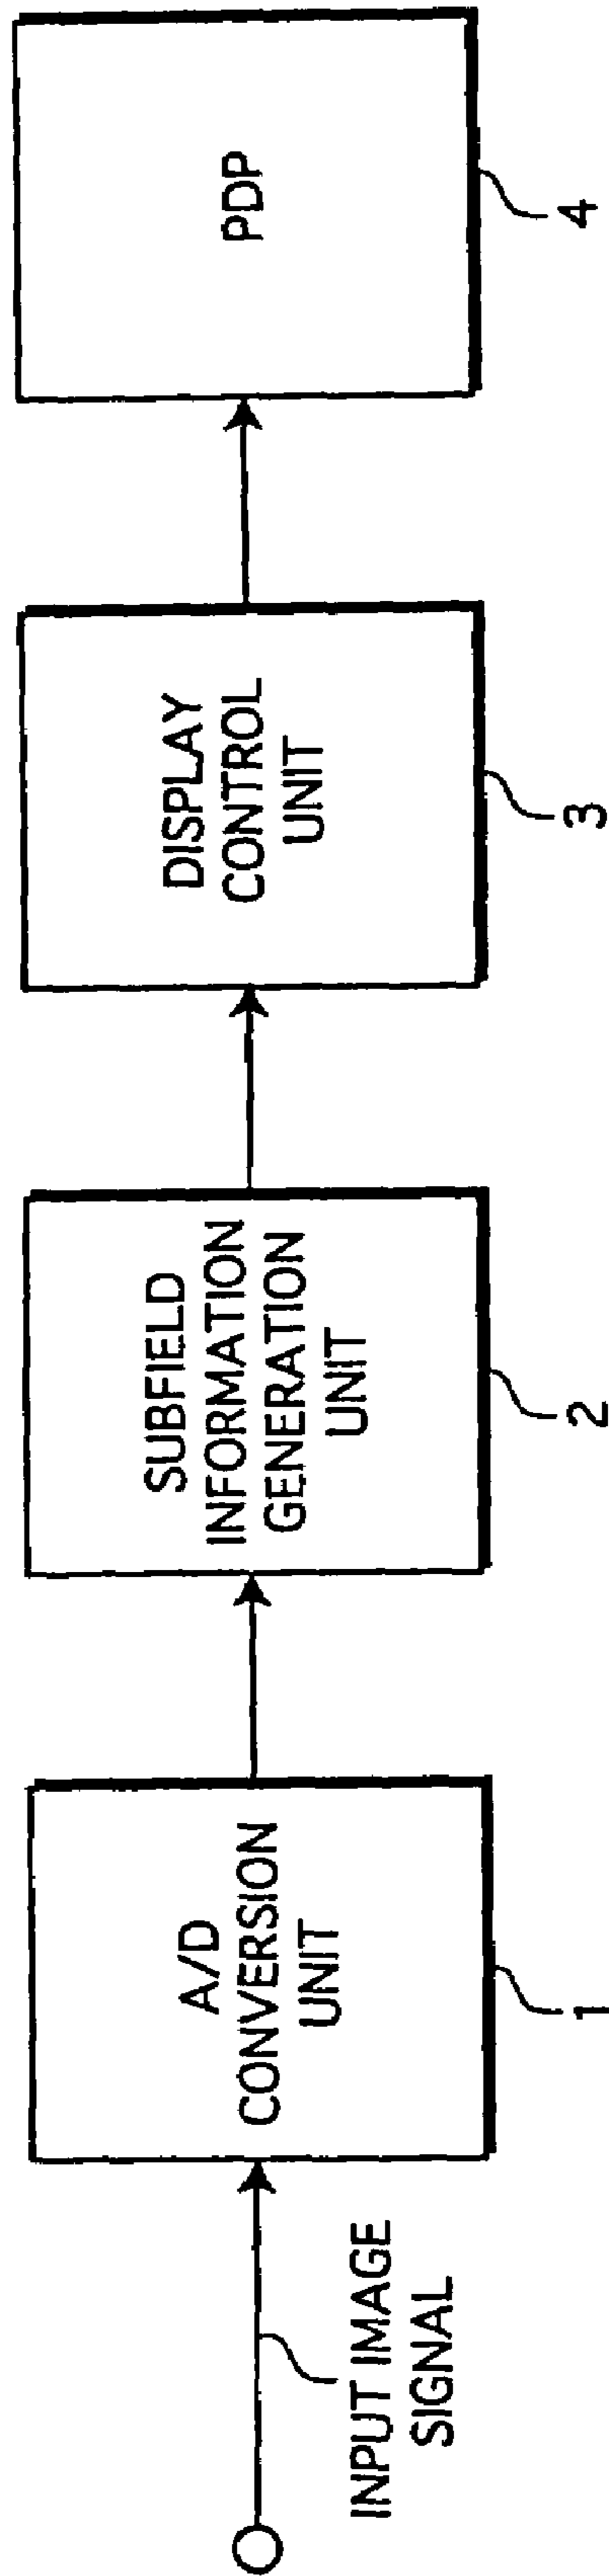 INPUT IMAGE
SIGNAL
A/D
CONVERSION
UNIT
1
SUBFIELD
INFORMATION
GENERATION
UNIT
2
DISPLAY
CONTROL
UNIT
3
PDP
4